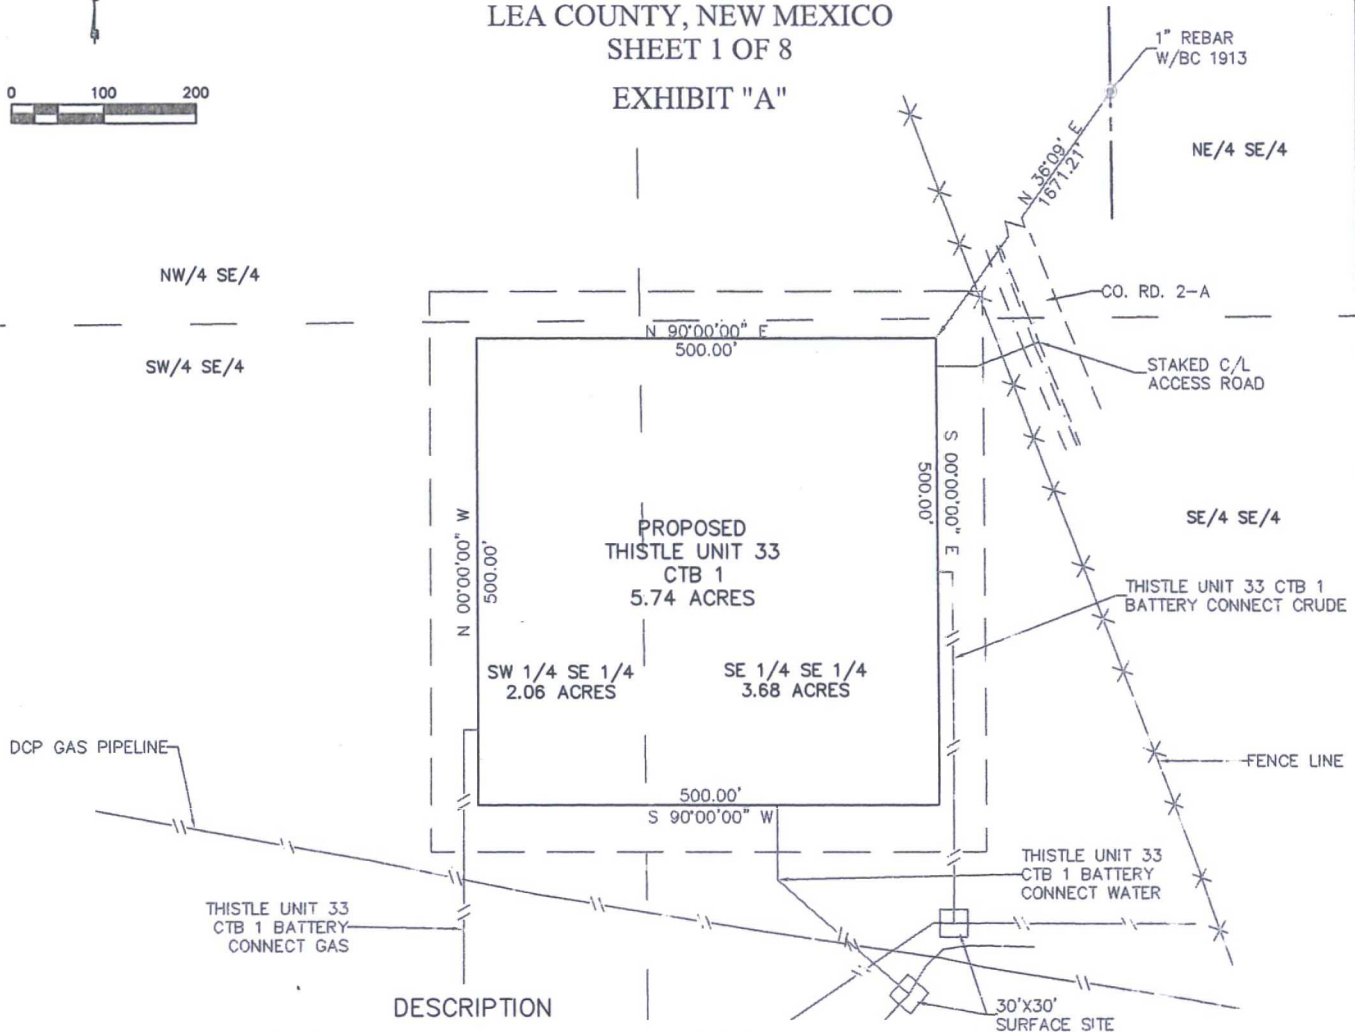 LEA COUNTY, NEW MEXICO
SHEET 1 OF 8
EXHIBIT "A"
0 100 200
1" REBAR
W/BC 1913
N 36°09' E
1671.21'
NE/4 SE/4
NW/4 SE/4
CO. RD. 2-A
N 90°00'00" E
500.00'
SW/4 SE/4
STAKED C/L
ACCESS ROAD
S 00°00'00" E
500.00'
N 00°00'00" W
500.00'
SE/4 SE/4
PROPOSED
THISTLE UNIT 33
CTB 1
5.74 ACRES
THISTLE UNIT 33 CTB 1
BATTERY CONNECT CRUDE
SW 1/4 SE 1/4
2.06 ACRES
SE 1/4 SE 1/4
3.68 ACRES
DCP GAS PIPELINE
FENCE LINE
500.00'
S 90°00'00" W
THISTLE UNIT 33
CTB 1 BATTERY
CONNECT WATER
THISTLE UNIT 33
CTB 1 BATTERY
CONNECT GAS
DESCRIPTION
30'X30'
SURFACE SITE